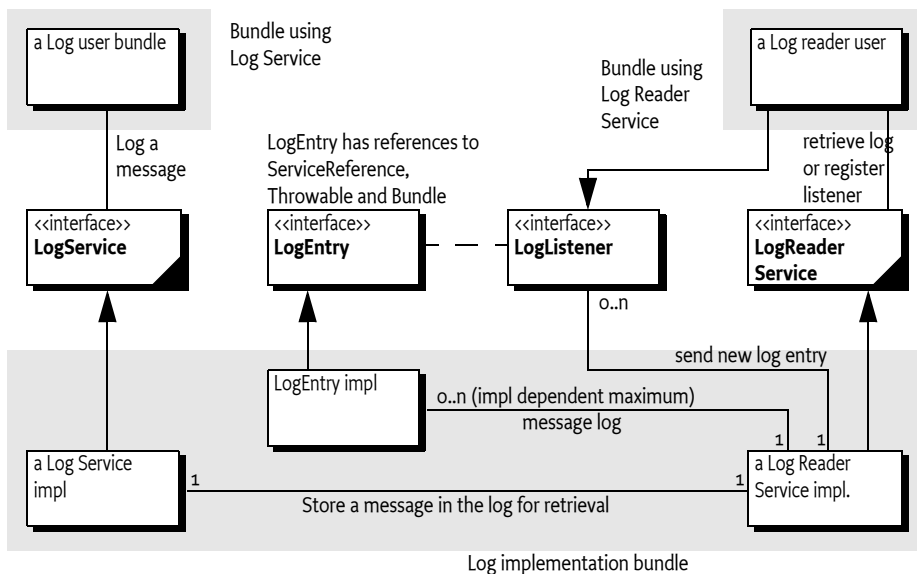 a Log user bundle
Bundle using
Log Service
a Log reader user
Bundle using
Log Reader
Service
Log a
message
LogEntry has references to
ServiceReference,
Throwable and Bundle
retrieve log
or register
listener
<<interface>>
LogService
<<interface>>
LogEntry
<<interface>>
LogListener
<<interface>>
LogReader
Service
o..n
send new log entry
LogEntry impl
o..n (impl dependent maximum)
message log
1
1
a Log Service
impl
1
1
a Log Reader
Service impl.
Store a message in the log for retrieval
Log implementation bundle